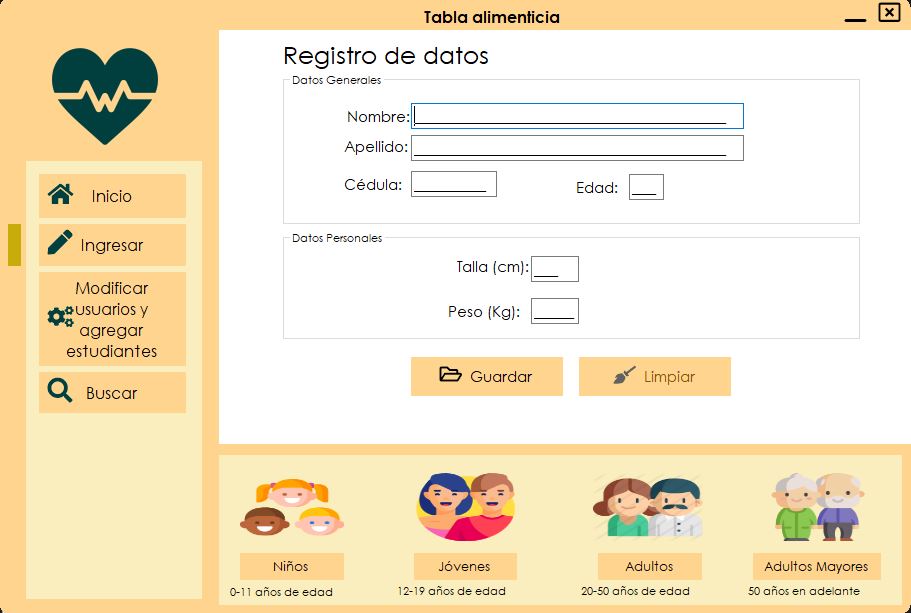 Tabla alimenticia
Inicio
Ingresar
Modificar
usuarios y
agregar
estudiantes
Buscar
Registro de datos
Datos Generales
Nombre:
Apellido:
Cédula:
Edad:
Datos Personales
Talla (cm):
Peso (Kg):
Guardar
Limpiar
Niños
0-11 años de edad
Jóvenes
12-19 años de edad
Adultos
20-50 años de edad
Adultos Mayores
50 años en adelante